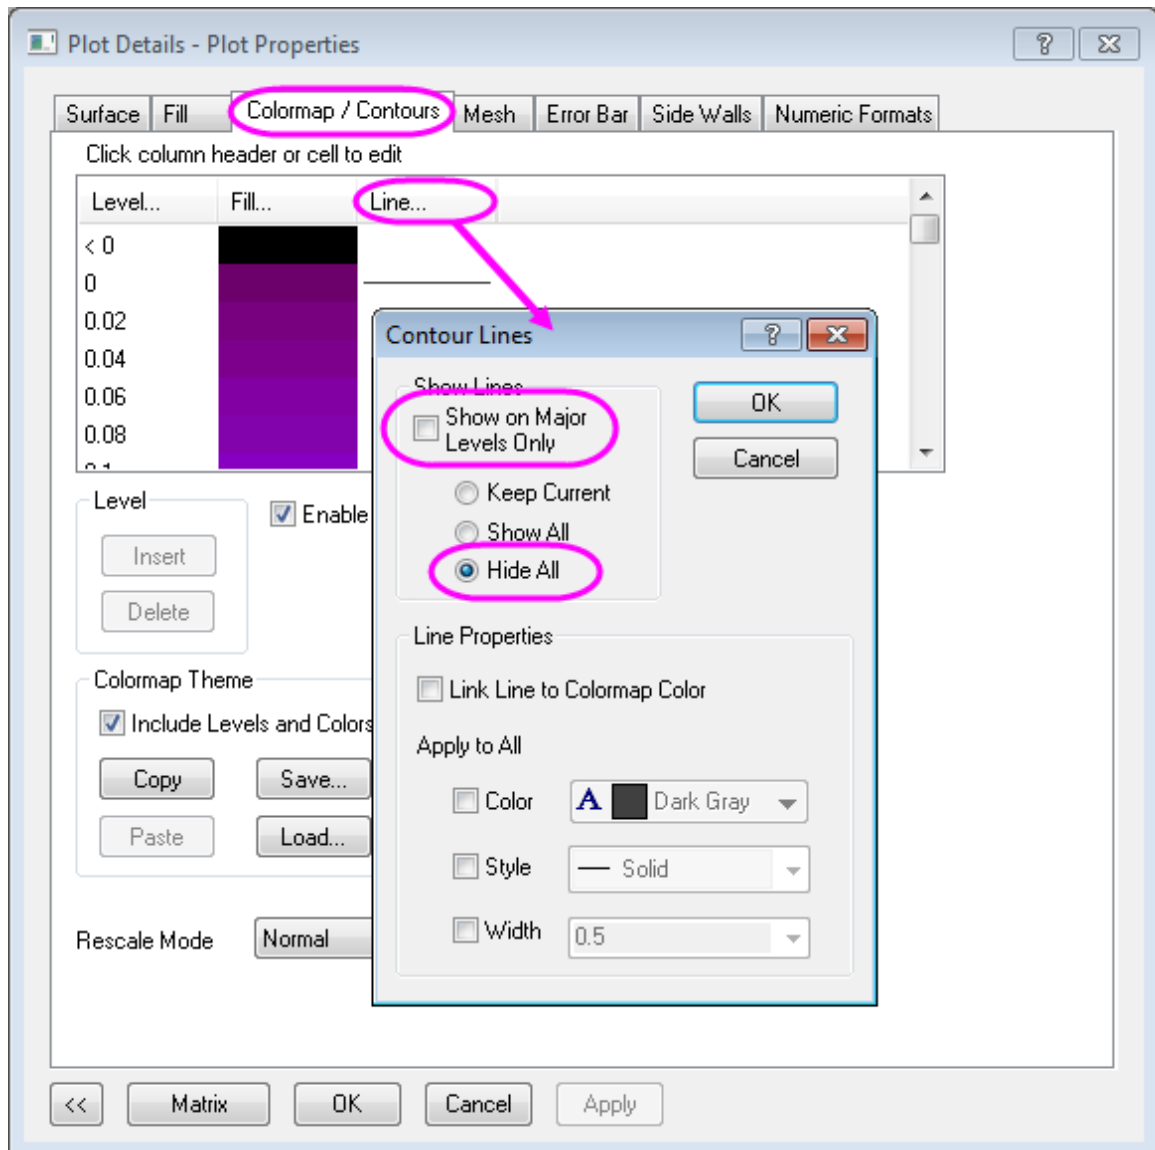 Plot Details - Plot Properties
Surface Fill Colormap / Contours Mesh Error Bar Side Walls Numeric Formats
Click column header or cell to edit
Level... Fill... Line...
< 0
0
0.02
0.04
0.06
0.08
0.1
Level
Insert
Delete
Enable
Colormap Theme
Include Levels and Colors
Copy Save...
Paste Load...
Rescale Mode Normal
<< Matrix OK Cancel Apply
Contour Lines
Show Lines
Show on Major
Levels Only
Keep Current
Show All
Hide All
OK
Cancel
Line Properties
Link Line to Colormap Color
Apply to All
Color A Dark Gray
Style Solid
Width 0.5